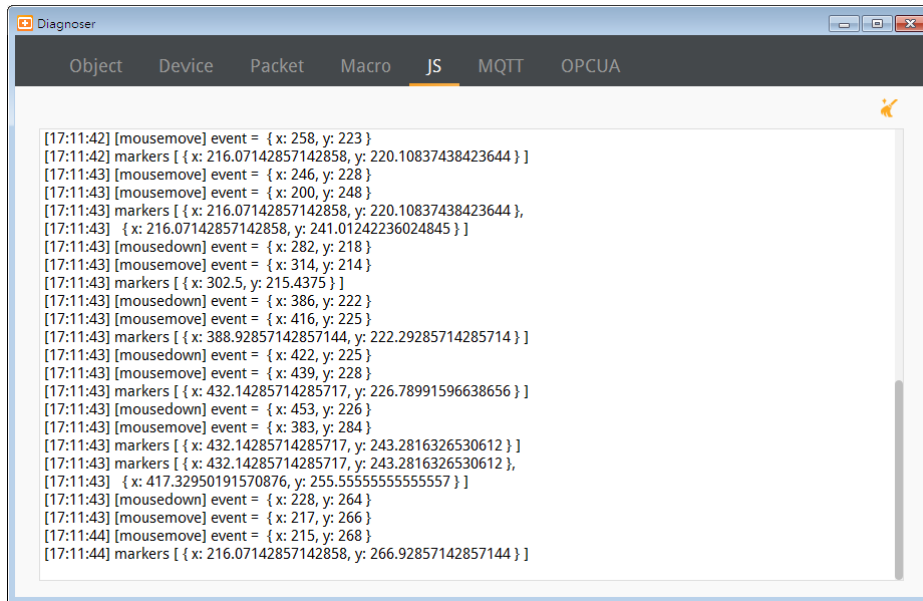 Diagnoser
Object Device Packet Macro JS MQTT OPCUA
[17:11:42] [mousemove] event =  { x: 258, y: 223 }
[17:11:42] markers [ { x: 216.07142857142858, y: 220.10837438423644 } ]
[17:11:43] [mousemove] event =  { x: 246, y: 228 }
[17:11:43] [mousemove] event =  { x: 200, y: 248 }
[17:11:43] markers [ { x: 216.07142857142858, y: 220.10837438423644 },
[17:11:43]   { x: 216.07142857142858, y: 241.01242236024845 } ]
[17:11:43] [mousedown] event =  { x: 282, y: 218 }
[17:11:43] [mousemove] event =  { x: 314, y: 214 }
[17:11:43] markers [ { x: 302.5, y: 215.4375 } ]
[17:11:43] [mousedown] event =  { x: 386, y: 222 }
[17:11:43] [mousemove] event =  { x: 416, y: 225 }
[17:11:43] markers [ { x: 388.92857142857144, y: 222.29285714285714 } ]
[17:11:43] [mousedown] event =  { x: 422, y: 225 }
[17:11:43] [mousemove] event =  { x: 439, y: 228 }
[17:11:43] markers [ { x: 432.14285714285717, y: 226.78991596638656 } ]
[17:11:43] [mousedown] event =  { x: 453, y: 226 }
[17:11:43] [mousemove] event =  { x: 383, y: 284 }
[17:11:43] markers [ { x: 432.14285714285717, y: 243.2816326530612 } ]
[17:11:43] markers [ { x: 432.14285714285717, y: 243.2816326530612 },
[17:11:43]   { x: 417.32950191570876, y: 255.55555555555557 } ]
[17:11:43] [mousedown] event =  { x: 228, y: 264 }
[17:11:43] [mousemove] event =  { x: 217, y: 266 }
[17:11:44] [mousemove] event =  { x: 215, y: 268 }
[17:11:44] markers [ { x: 216.07142857142858, y: 266.92857142857144 } ]